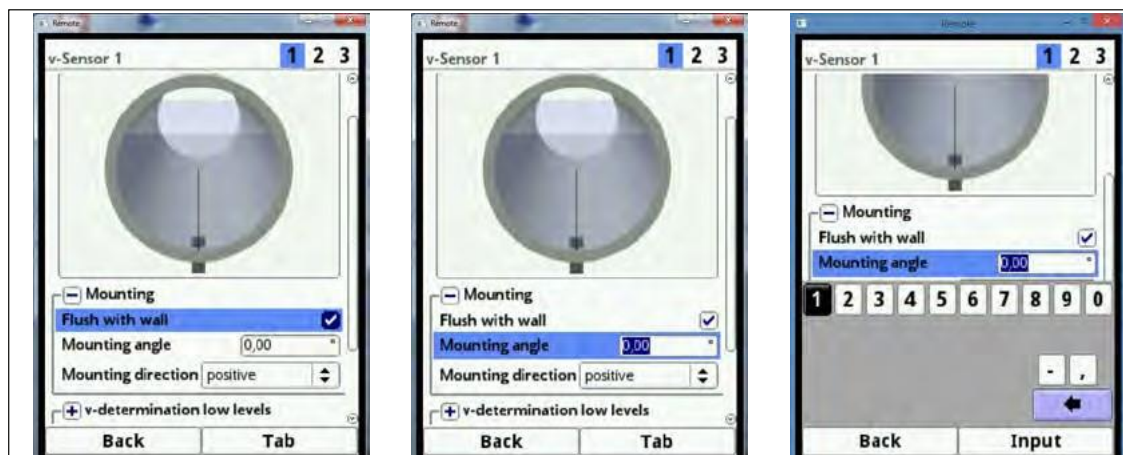 Remote
v-Sensor 1
1 2 3
Mounting
Flush with wall
Mounting angle 0,00 °
Mounting direction positive
v-determination low levels
Back Tab
Remote
v-Sensor 1
1 2 3
Mounting
Flush with wall
Mounting angle 0,00 °
Mounting direction positive
v-determination low levels
Back Tab
Remote
v-Sensor 1
1 2 3
Mounting
Flush with wall
Mounting angle 0,00 °
1 2 3 4 5 6 7 8 9 0
- ,
Back Input